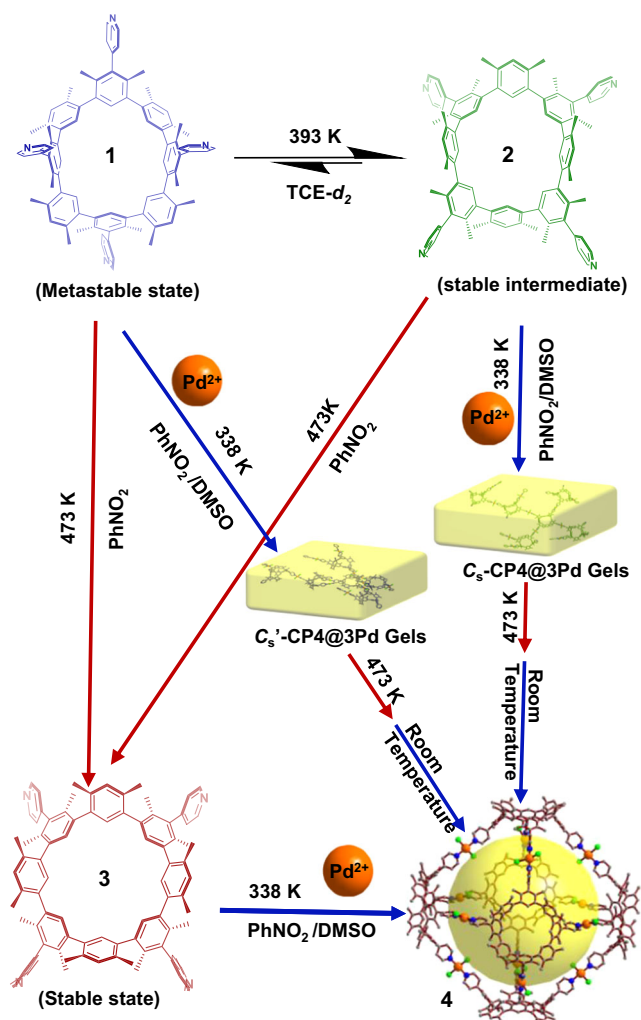 N
N
N
N
N
N
N
N
1
393 K
TCE-d₂
2
(Metastable state)
(stable intermediate)
Pd²⁺
338 K
PhNO₂/DMSO
473K
PhNO₂
Pd²⁺
338 K
PhNO₂/DMSO
473 K
PhNO₂
Cₛ'-CP4@3Pd Gels
Cₛ-CP4@3Pd Gels
473 K
Room
Temperature
473 K
Room
Temperature
N
N
N
N
3
338 K
Pd²⁺
PhNO₂/DMSO
(Stable state)
4